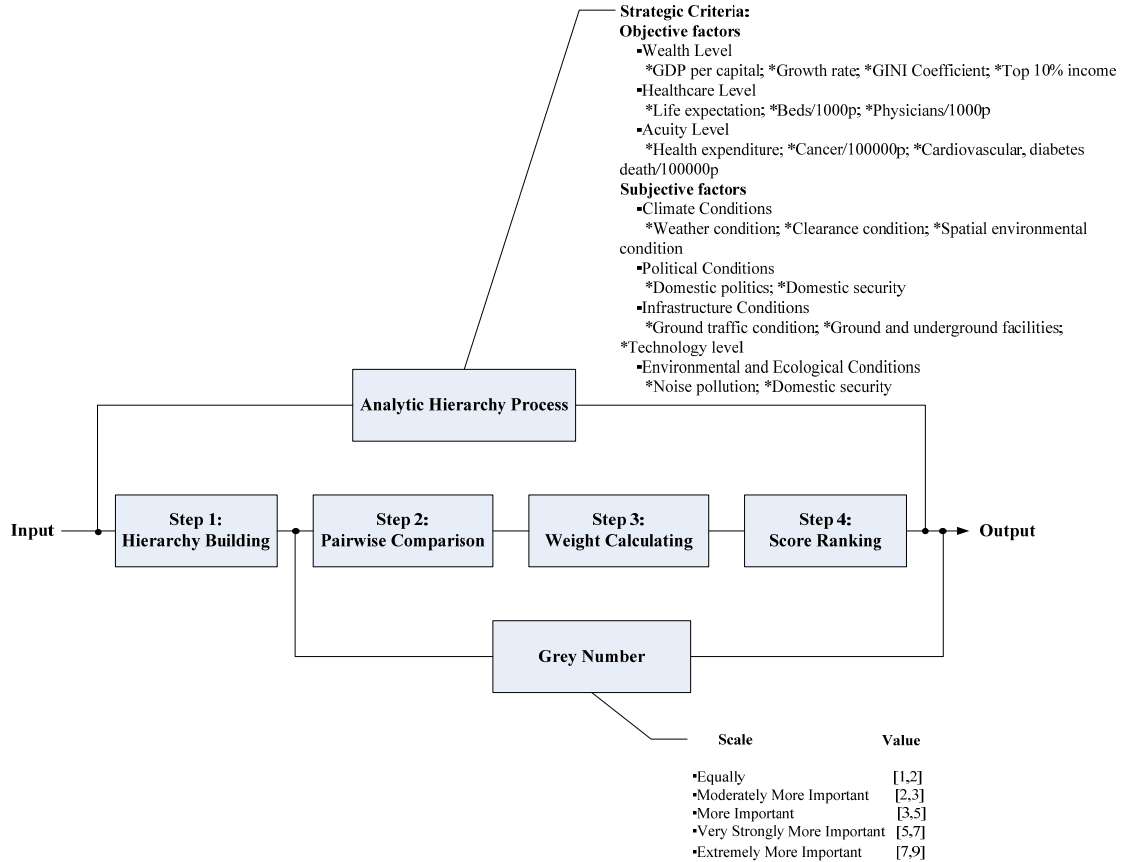 Strategic Criteria:
Objective factors
▪Wealth Level
*GDP per capital; *Growth rate; *GINI Coefficient; *Top 10% income
▪Healthcare Level
*Life expectation; *Beds/1000p; *Physicians/1000p
▪Acuity Level
*Health expenditure; *Cancer/100000p; *Cardiovascular, diabetes
death/100000p
Subjective factors
▪Climate Conditions
*Weather condition; *Clearance condition; *Spatial environmental
condition
▪Political Conditions
*Domestic politics; *Domestic security
▪Infrastructure Conditions
*Ground traffic condition; *Ground and underground facilities;
*Technology level
▪Environmental and Ecological Conditions
*Noise pollution; *Domestic security
Analytic Hierarchy Process
Input
Step 1:
Hierarchy Building
Step 2:
Pairwise Comparison
Step 3:
Weight Calculating
Step 4:
Score Ranking
Output
Grey Number
Scale Value
▪Equally [1,2]
▪Moderately More Important [2,3]
▪More Important [3,5]
▪Very Strongly More Important [5,7]
▪Extremely More Important [7,9]